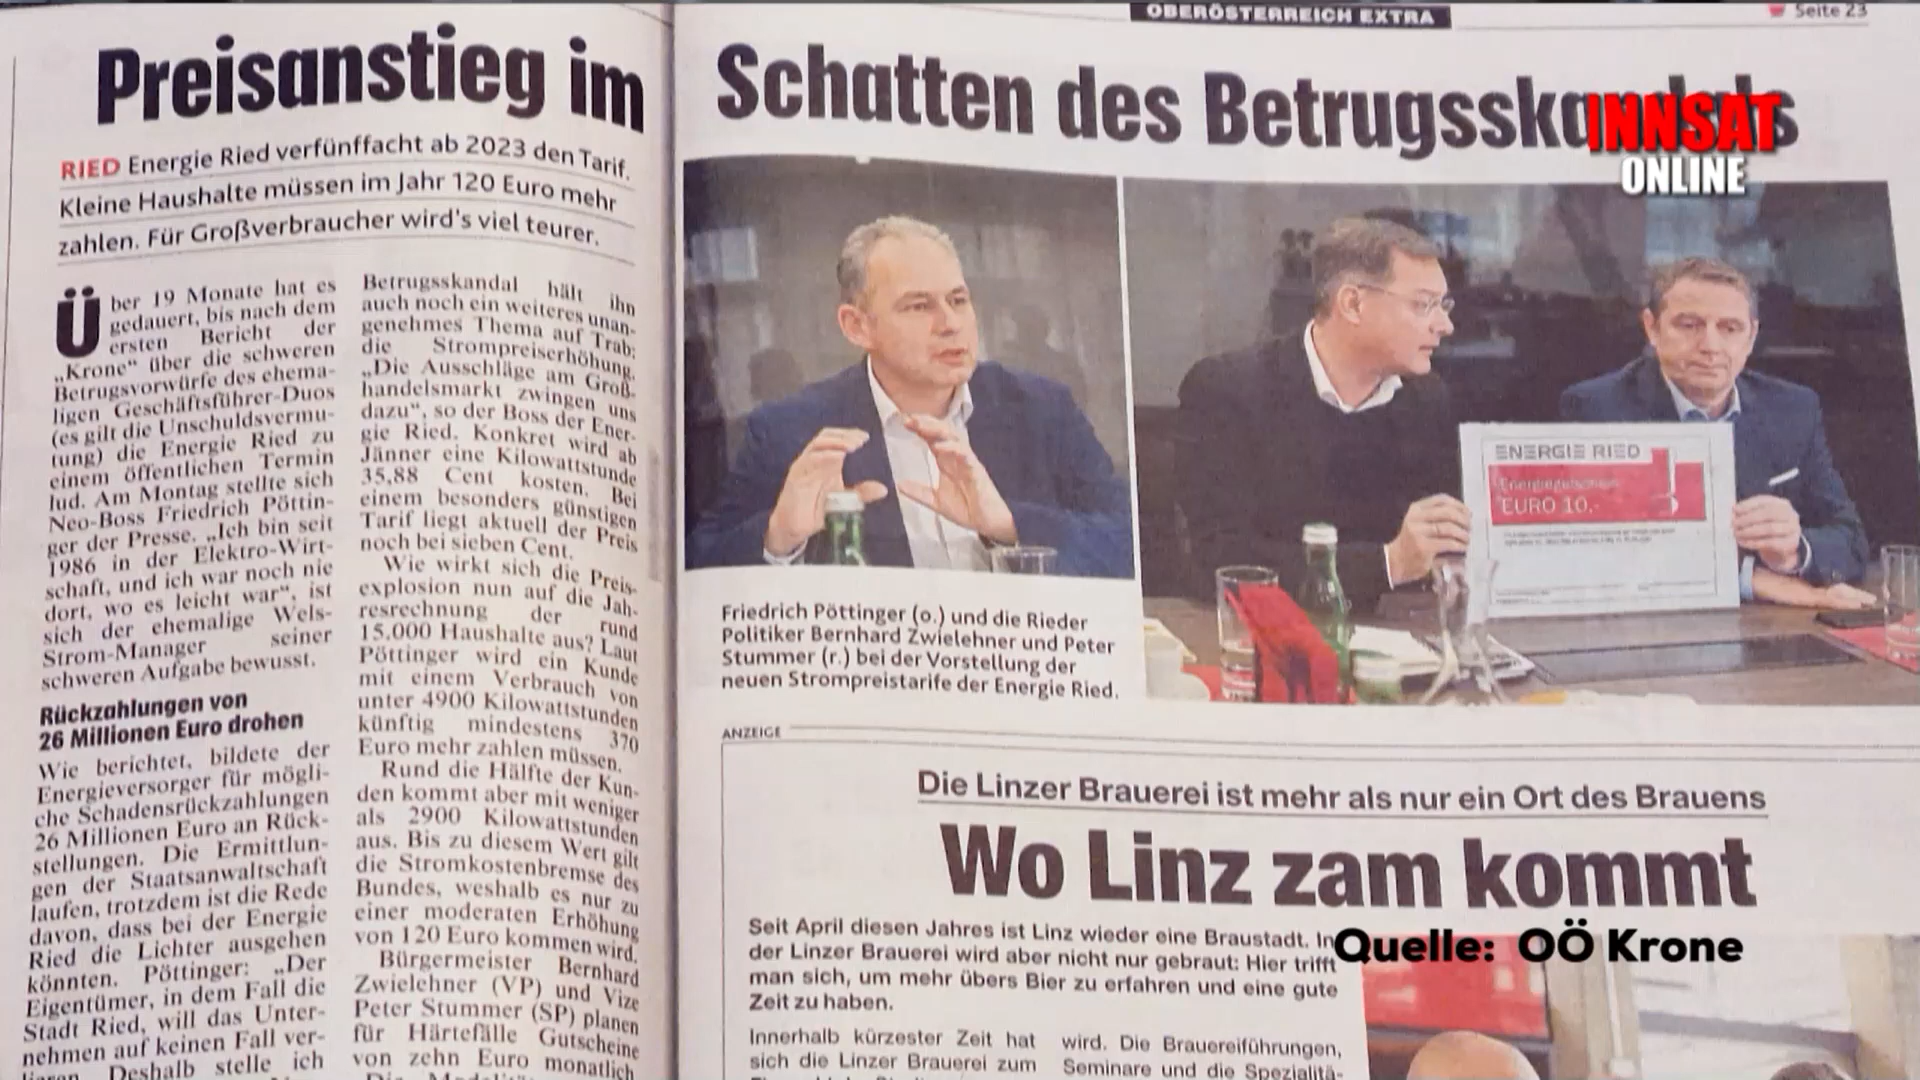 OBERÖSTERREICH EXTRA
Seite 23
Preisanstieg im Schatten des Betrugsskandals
INNSAT
ONLINE
RIED Energie Ried verfünffacht ab 2023 den Tarif.
Kleine Haushalte müssen im Jahr 120 Euro mehr
zahlen. Für Großverbraucher wird's viel teurer.
Über 19 Monate hat es
gedauert, bis nach dem
ersten Bericht der
„Krone“ über die schweren
Betrugsvorwürfe des ehema-
ligen Geschäftsführer-Duos
(es gilt die Unschuldsvermu-
tung) die Energie Ried zu
einem öffentlichen Termin
lud. Am Montag stellte sich
Neo-Boss Friedrich Pöttin-
ger der Presse. „Ich bin seit
1986 in der Elektro-Wirt-
schaft, und ich war noch nie
dort, wo es leicht war“, ist
sich der ehemalige Wels-
Strom-Manager seiner
schweren Aufgabe bewusst.
Rückzahlungen von
26 Millionen Euro drohen
Wie berichtet, bildete der
Energieversorger für mögli-
che Schadensrückzahlungen
26 Millionen Euro an Rück-
stellungen. Die Ermittlun-
gen der Staatsanwaltschaft
laufen, trotzdem ist die Rede
davon, dass bei der Energie
Ried die Lichter ausgehen
könnten. Pöttinger: „Der
Eigentümer, in dem Fall die
Stadt Ried, will das Unter-
nehmen auf keinen Fall ver-
Deshalb stelle ich
Betrugsskandal hält ihn
auch noch ein weiteres unan-
genehmes Thema auf Trab:
die Strompreiserhöhung.
„Die Ausschläge am Groß-
handelsmarkt zwingen uns
dazu“, so der Boss der Ener-
gie Ried. Konkret wird ab
Jänner eine Kilowattstunde
35,88 Cent kosten. Bei
einem besonders günstigen
Tarif liegt aktuell der Preis
noch bei sieben Cent.
Wie wirkt sich die Preis-
explosion nun auf die Jah-
resrechnung der rund
15.000 Haushalte aus? Laut
Pöttinger wird ein Kunde
mit einem Verbrauch von
unter 4900 Kilowattstunden
künftig mindestens 370
Euro mehr zahlen müssen.
Rund die Hälfte der Kun-
den kommt aber mit weniger
als 2900 Kilowattstunden
aus. Bis zu diesem Wert gilt
die Stromkostenbremse des
Bundes, weshalb es nur zu
einer moderaten Erhöhung
von 120 Euro kommen wird.
Bürgermeister Bernhard
Zwielehner (VP) und Vize
Peter Stummer (SP) planen
für Härtefälle Gutscheine
von zehn Euro monatlich
ENERGIE RIED
Energiegutschein
EURO 10,-
Friedrich Pöttinger (o.) und die Rieder
Politiker Bernhard Zwielehner und Peter
Stummer (r.) bei der Vorstellung der
neuen Strompreistarife der Energie Ried.
ANZEIGE
Die Linzer Brauerei ist mehr als nur ein Ort des Brauens
Wo Linz zam kommt
Seit April diesen Jahres ist Linz wieder eine Braustadt. In
der Linzer Brauerei wird aber nicht nur gebraut: Hier trifft
man sich, um mehr übers Bier zu erfahren und eine gute
Zeit zu haben.
Innerhalb kürzester Zeit hat
sich die Linzer Brauerei zum
wird. Die Brauereiführungen,
Seminare und die Spezialitä-
Quelle: OÖ Krone